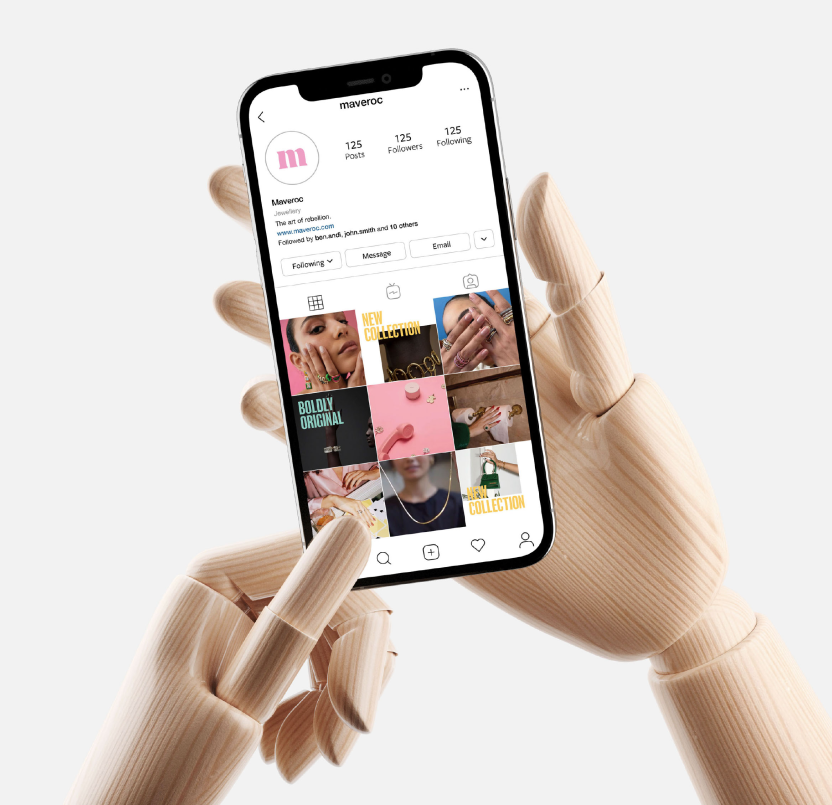 maveroc
m
125 125 125
Posts Followers Following
Maveroc
Jewellery
The art of rebellion.
www.maveroc.com
Followed by ben.andi, john.smith and 10 others
Following Message Email
NEW
COLLECTION
BOLDLY
ORIGINAL
NEW
COLLECTION